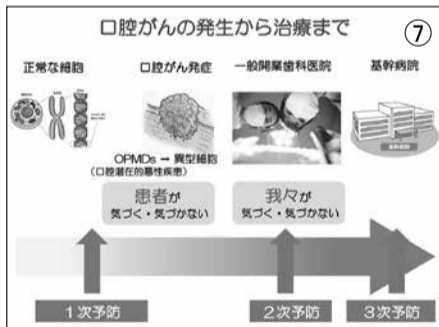 口腔がんの発生から治療まで
⑦
正常な細胞
口腔がん発症
一般開業歯科医院
基幹病院
OPMDs → 異型細胞
(口腔潜在的悪性疾患)
患者が
気づく・気づかない
我々が
気づく・気づかない
1次予防
2次予防
3次予防